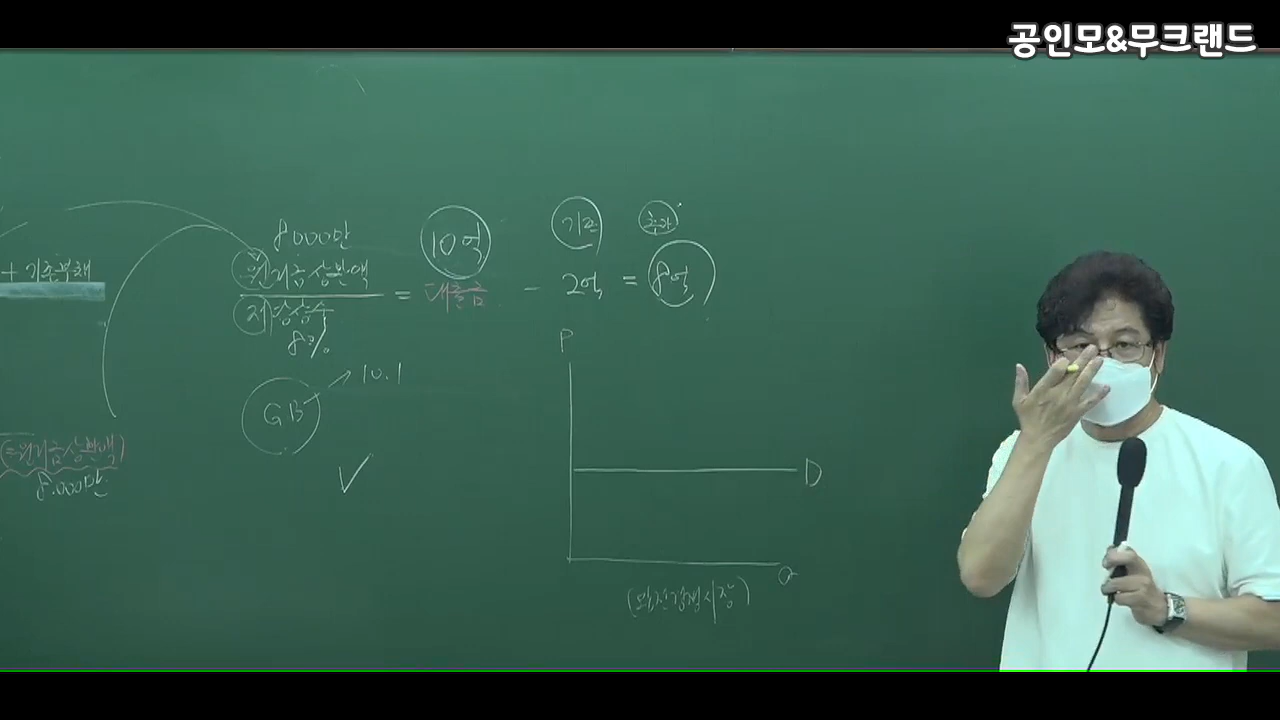 공인모&무크랜드
8000만
원리금상환액
저당상수
8%
=
10억
대출금
-
기존
2억
=
추가
8억
+ 기존부채
GB
10.1
(=원리금상환액)
8.000만
P
D
Q
(완전경쟁시장)